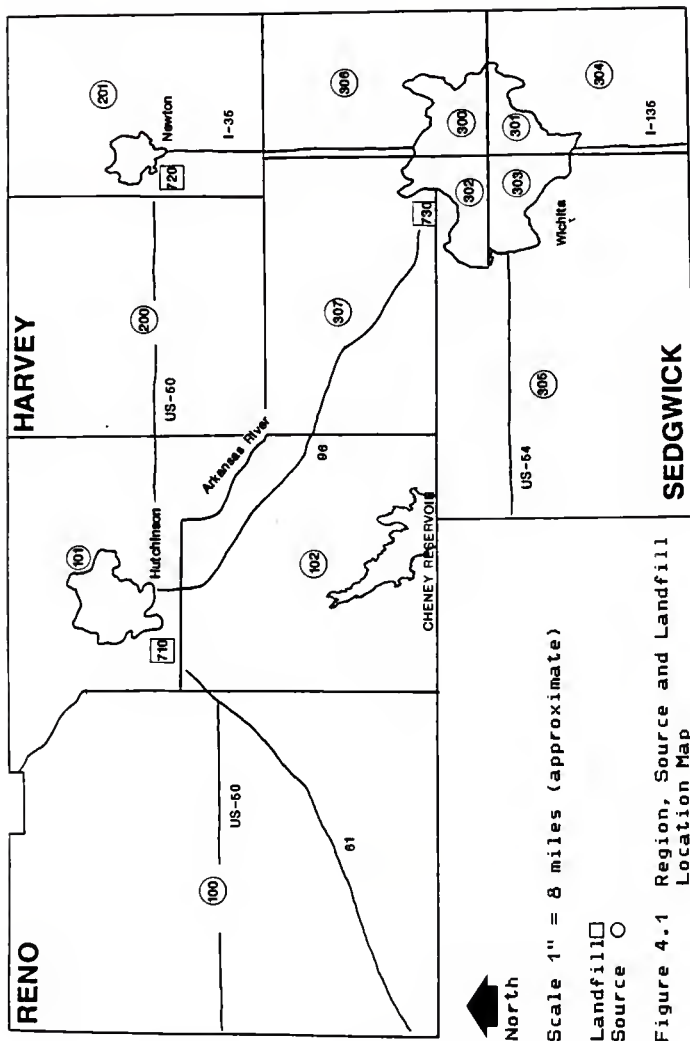 RENO
HARVEY
SEDGWICK
100
US-50
61
101
Hutchinson
710
102
CHENEY RESERVOIR
Arkansas River
96
200
US-50
201
Newton
720
I-35
306
307
730
300
302
301
303
Wichita
304
I-135
305
US-54
North
Scale 1" = 8 miles (approximate)
Landfill
Source
Figure 4.1 Region, Source and Landfill
Location Map